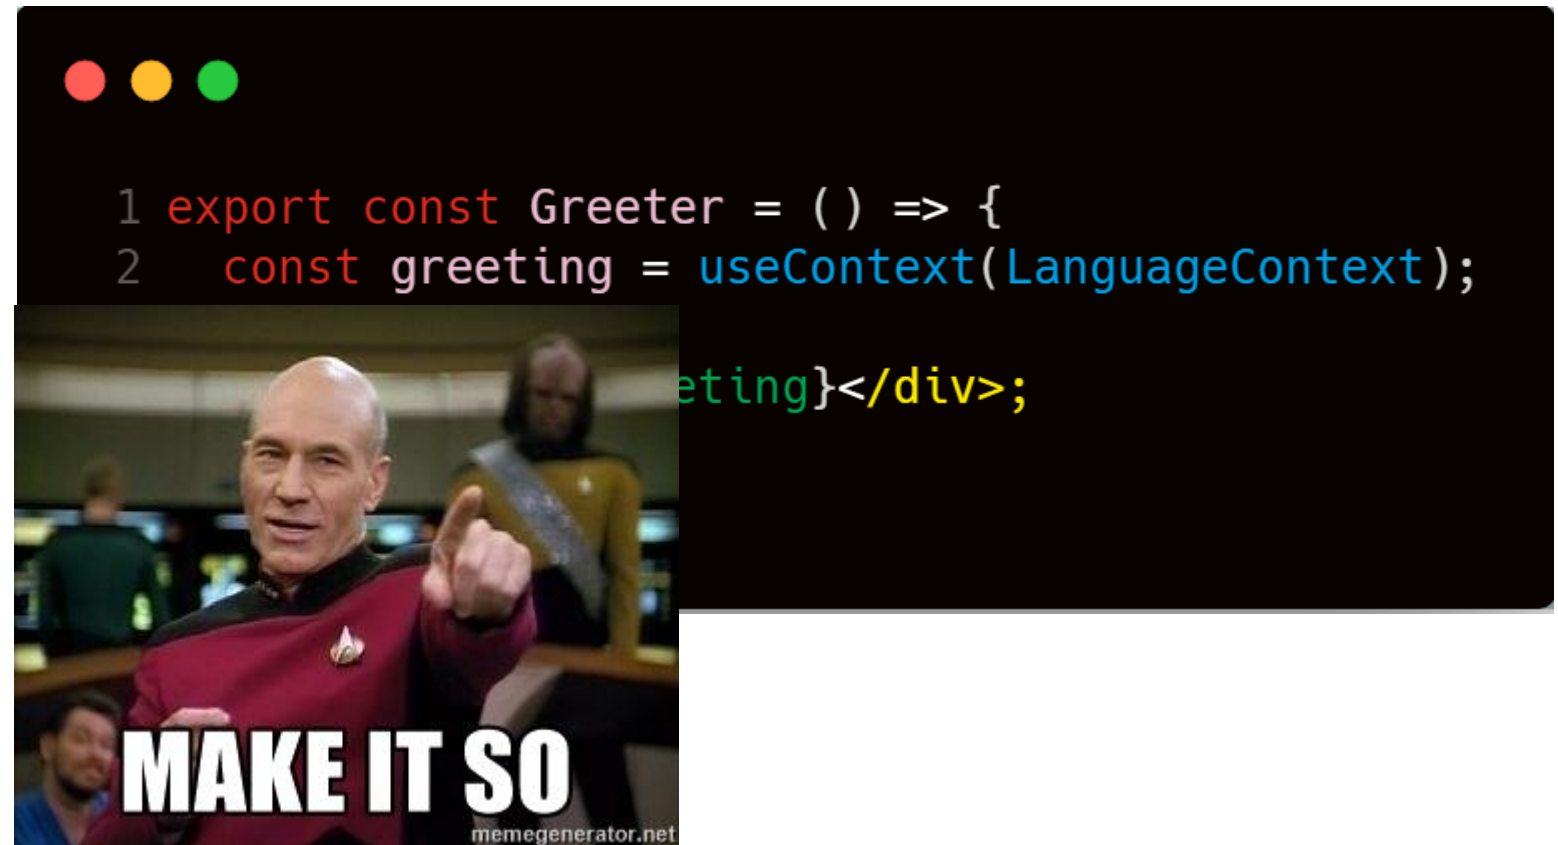 1 export const Greeter = () => {
2 const greeting = useContext(LanguageContext);
eting}</div>;
MAKE IT SO
memegenerator.net